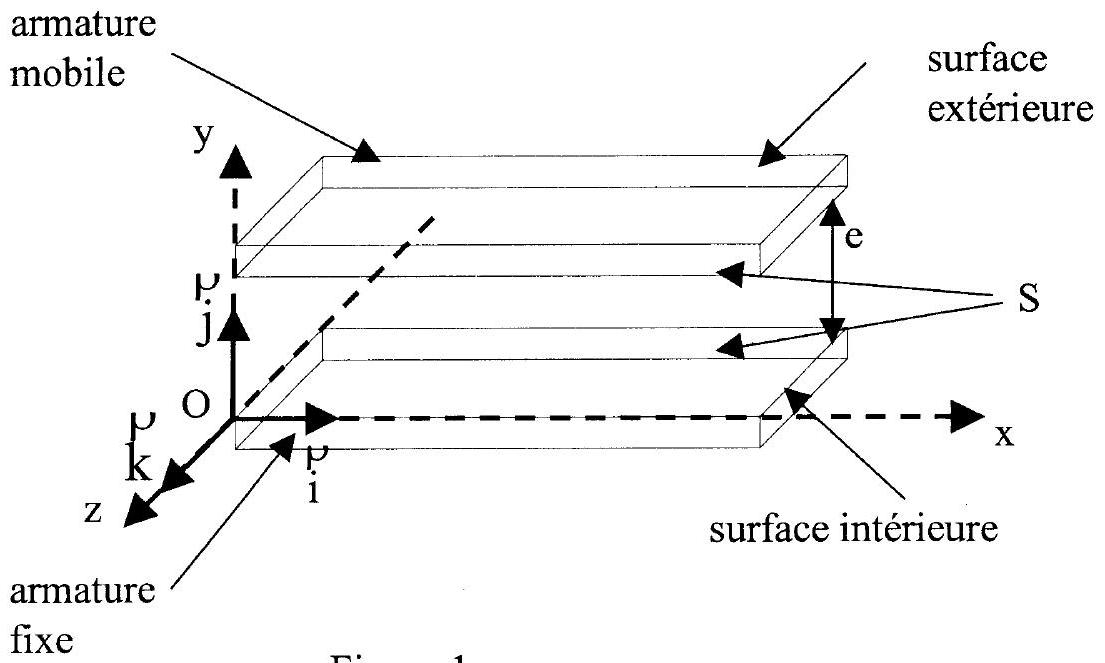 armature
mobile
surface
extérieure
y
e
j
S
O
k
x
i
z
surface intérieure
armature
fixe